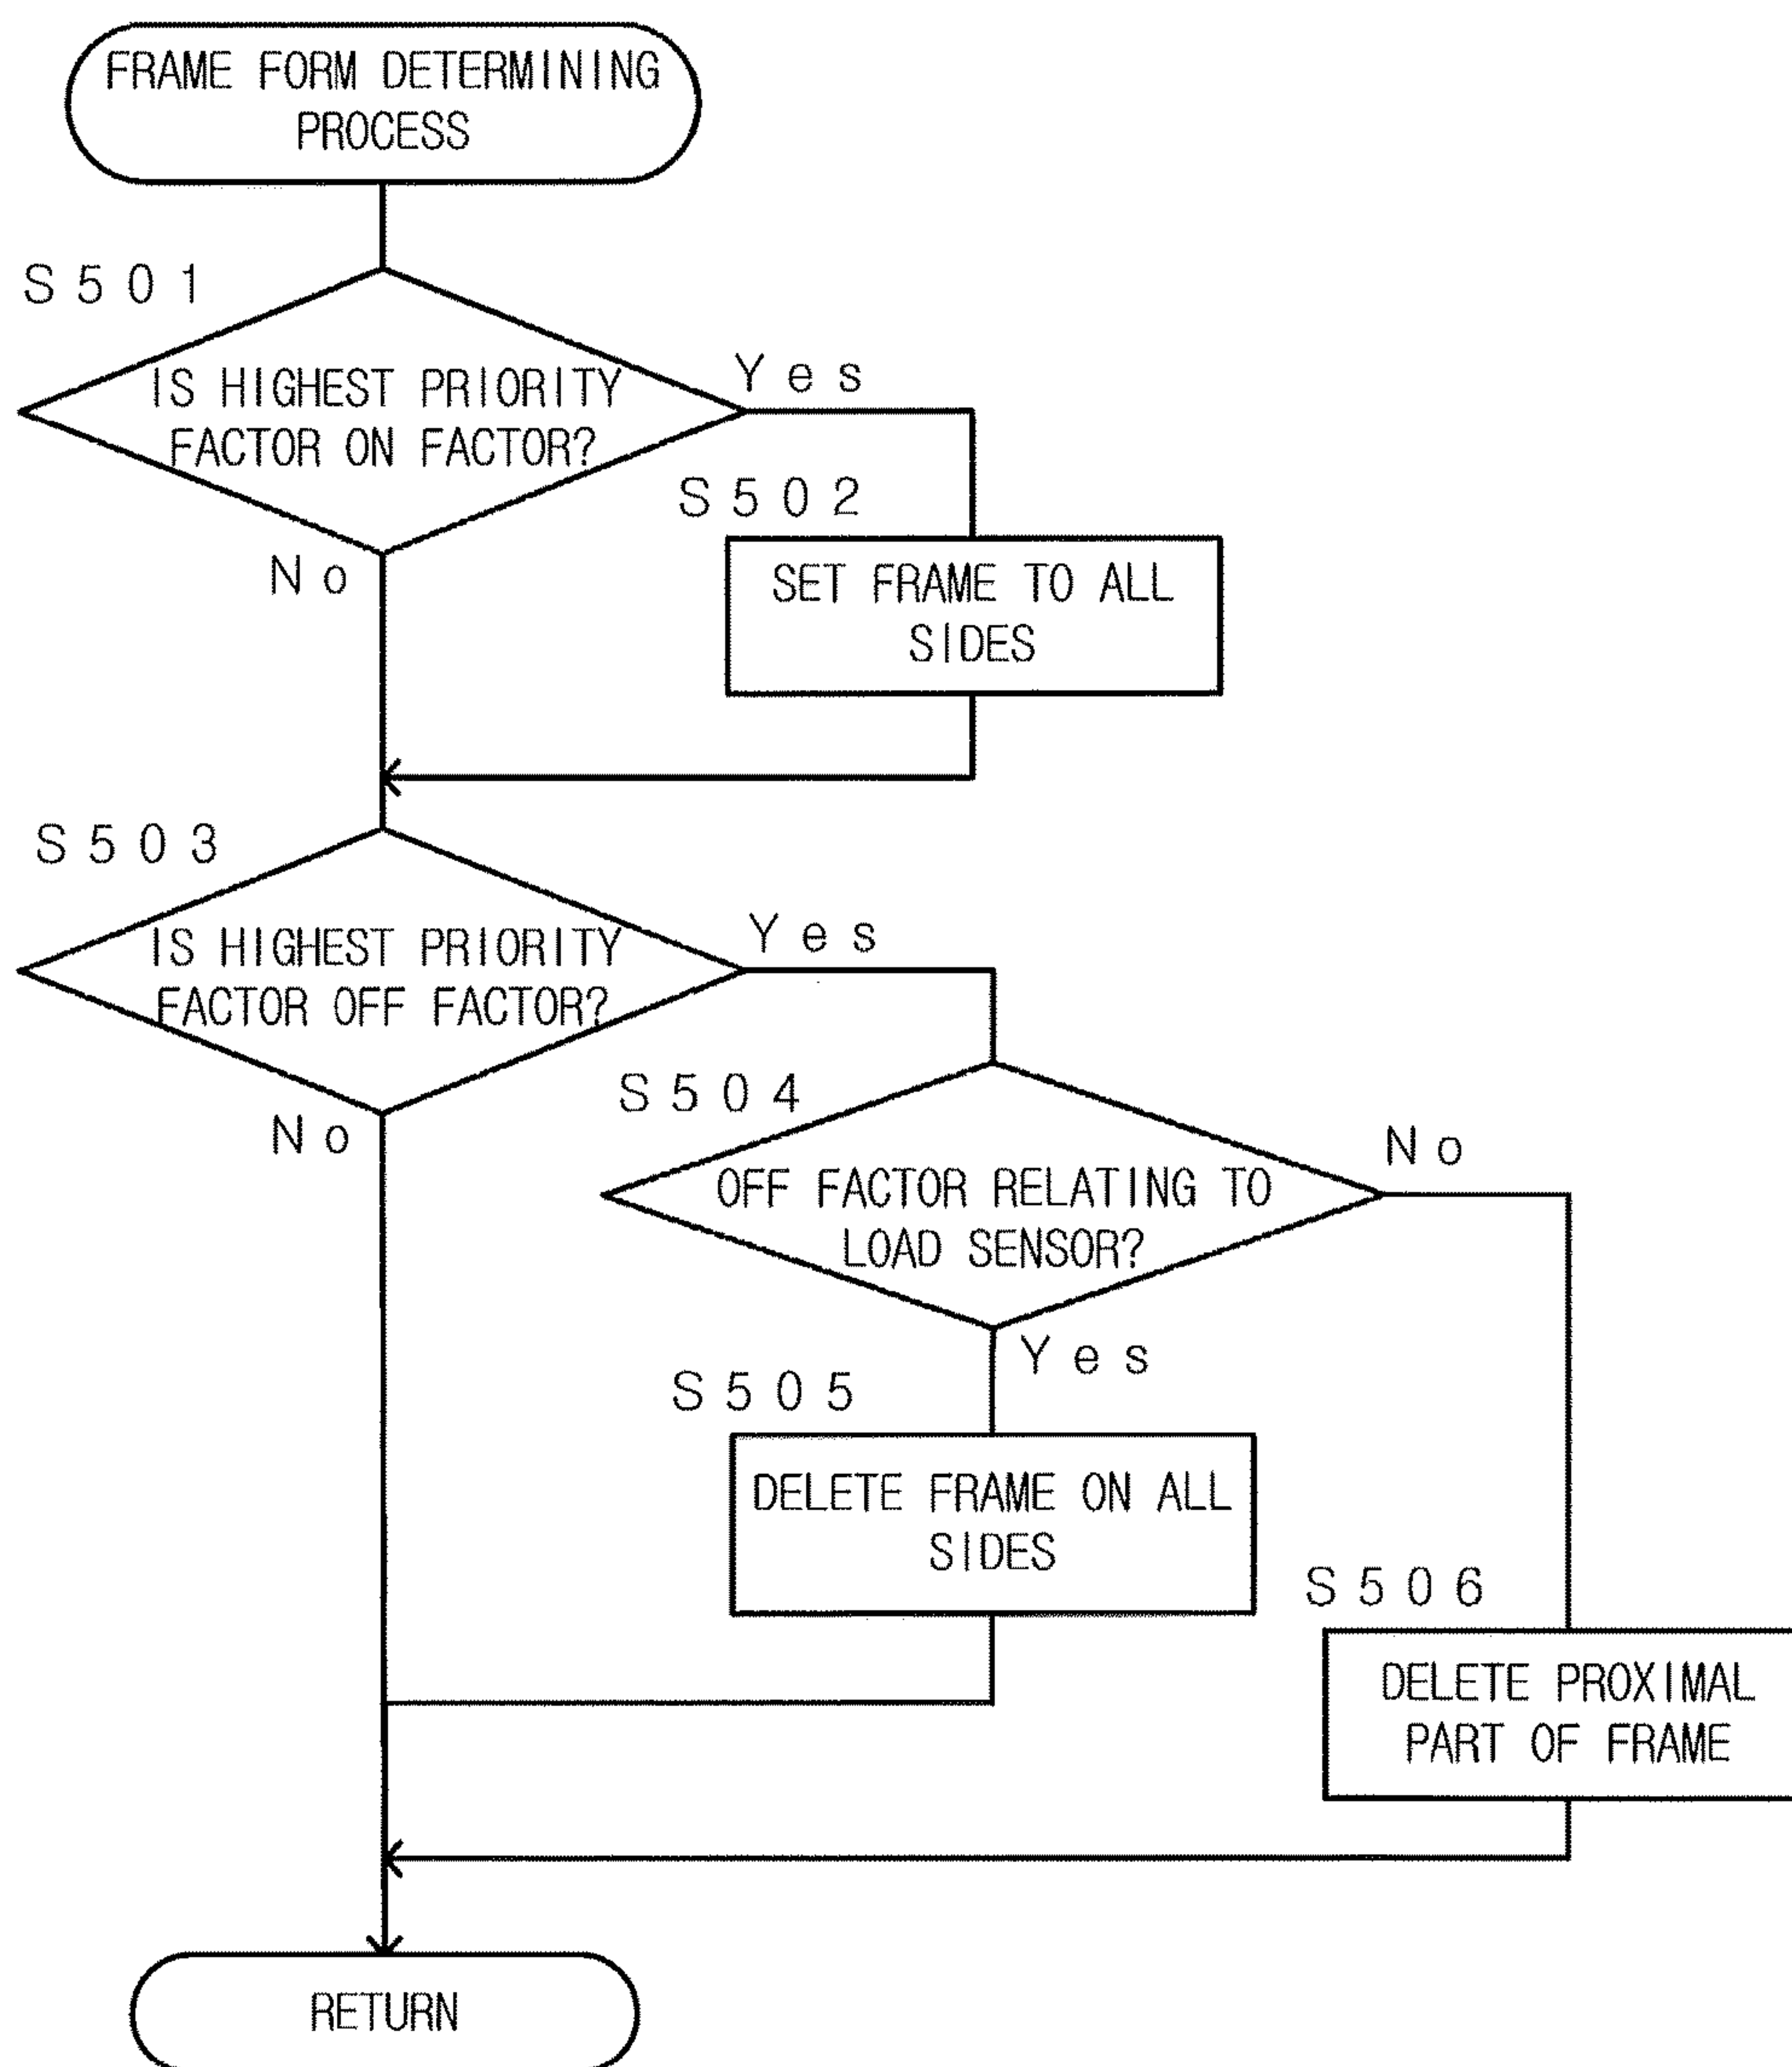 FRAME FORM DETERMINING
PROCESS
S501
IS HIGHEST PRIORITY
FACTOR ON FACTOR?
Yes
No
S502
SET FRAME TO ALL
SIDES
S503
IS HIGHEST PRIORITY
FACTOR OFF FACTOR?
Yes
No
S504
OFF FACTOR RELATING TO
LOAD SENSOR?
No
Yes
S505
DELETE FRAME ON ALL
SIDES
S506
DELETE PROXIMAL
PART OF FRAME
RETURN